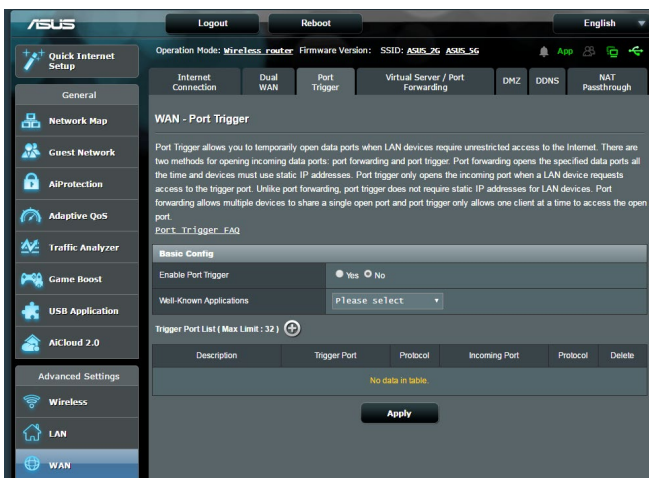 ASUS
Logout
Reboot
English
Quick Internet
Setup
Operation Mode: Wireless router Firmware Version: SSID: ASUS_2G ASUS_5G
App
General
Network Map
Guest Network
AiProtection
Adaptive QoS
Traffic Analyzer
Game Boost
USB Application
AiCloud 2.0
Advanced Settings
Wireless
LAN
WAN
Internet
Connection
Dual
WAN
Port
Trigger
Virtual Server / Port
Forwarding
DMZ
DDNS
NAT
Passthrough
WAN - Port Trigger
Port Trigger allows you to temporarily open data ports when LAN devices require unrestricted access to the Internet. There are
two methods for opening incoming data ports: port forwarding and port trigger. Port forwarding opens the specified data ports all
the time and devices must use static IP addresses. Port trigger only opens the incoming port when a LAN device requests
access to the trigger port. Unlike port forwarding, port trigger does not require static IP addresses for LAN devices. Port
forwarding allows multiple devices to share a single open port and port trigger only allows one client at a time to access the open
port.
Port Trigger FAQ
Basic Config
Enable Port Trigger Yes No
Well-Known Applications Please select
Trigger Port List ( Max Limit : 32 )
Description Trigger Port Protocol Incoming Port Protocol Delete
No data in table.
Apply